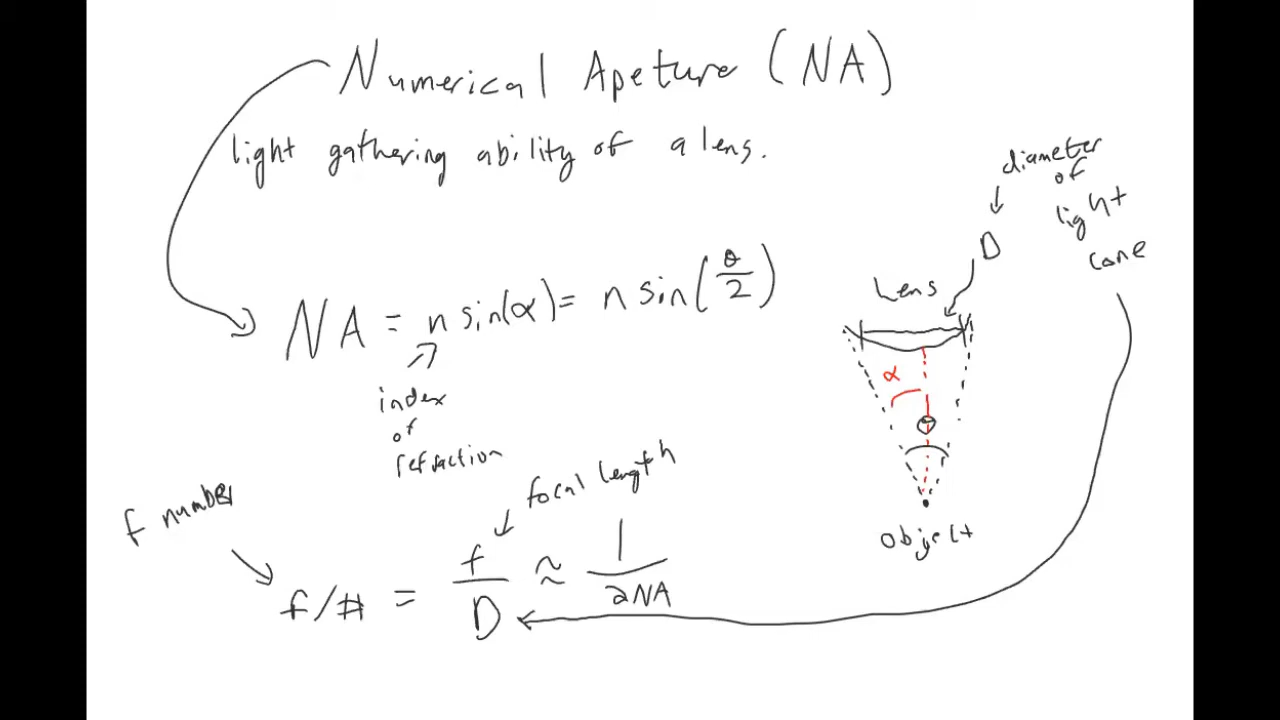 Numerical Apeture (NA)
light gathering ability of a lens.
diameter
of
light
cone
D
Lens
NA = n sin(α) = n sin(θ/2)
index
of
refraction
α
θ
object
f number
focal length
f/# = f/D ≈ 1/2NA